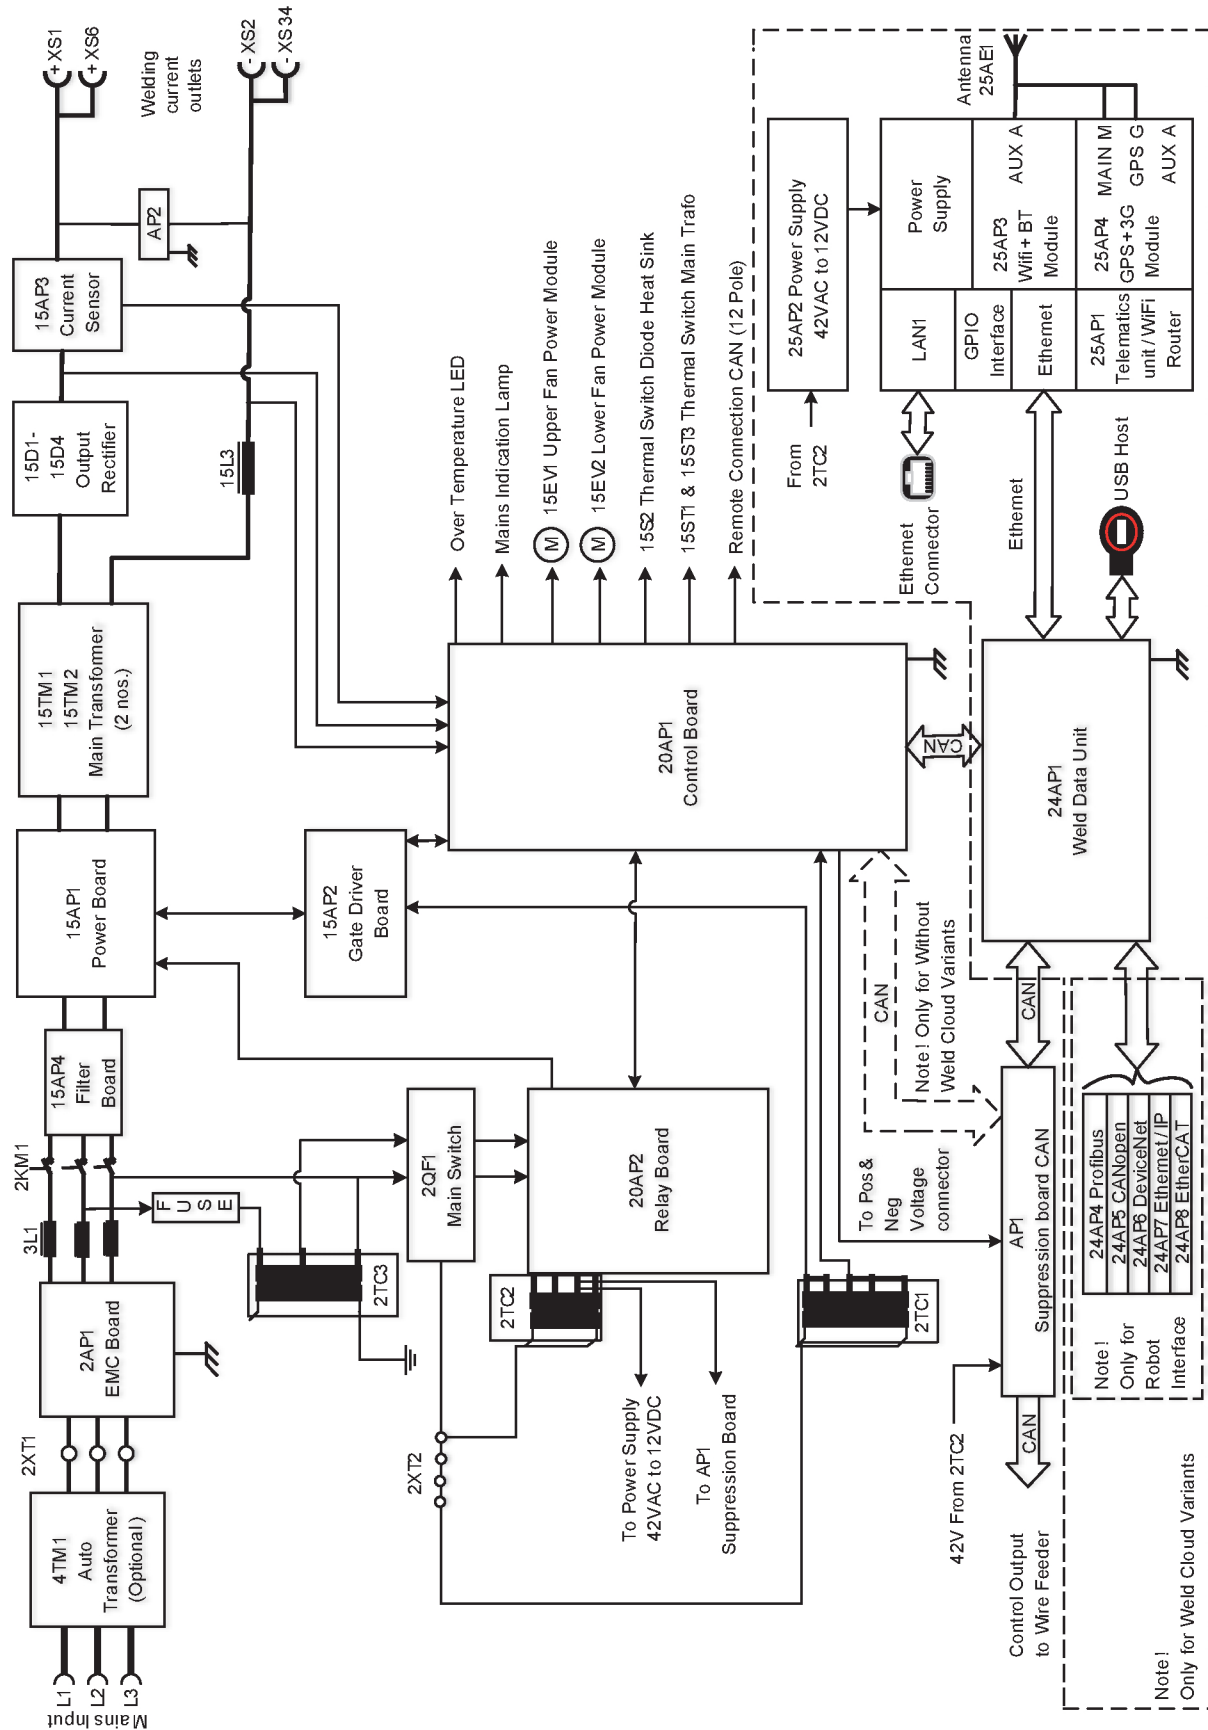 Mains Input
L1
L2
L3
4TM1
Auto
Transformer
(Optional)
2XT1
2AP1
EMC Board
3L1
2KM1
15AP4
Filter
Board
15AP1
Power Board
15TM1
15TM2
Main Transformer
(2 nos.)
15D1-
15D4
Output
Rectifier
15AP3
Current
Sensor
+ XS1
+ XS6
Welding
current
outlets
- XS2
- XS34
AP2
15L3
FUSE
2TC3
2QF1
Main Switch
15AP2
Gate Driver
Board
2XT2
2TC2
20AP2
Relay Board
20AP1
Control Board
Over Temperature LED
Mains Indication Lamp
M
15EV1 Upper Fan Power Module
M
15EV2 Lower Fan Power Module
15S2 Thermal Switch Diode Heat Sink
15ST1 & 15ST3 Thermal Switch Main Trafo
Remote Connection CAN (12 Pole)
To Power Supply
42VAC to 12VDC
To AP1
Suppression Board
2TC1
To Pos &
Neg
Voltage
connector
CAN
Note! Only for Without
Weld Cloud Variants
CAN
42V From 2TC2
Control Output
to Wire Feeder
CAN
AP1
Suppression board CAN
CAN
24AP1
Weld Data Unit
Ethernet
USB Host
Ethernet
Connector
From
2TC2
25AP2 Power Supply
42VAC to 12VDC
Antenna
25AE1
LAN1
Power
Supply
GPIO
Interface
Ethernet
25AP3
Wifi + BT
Module
AUX A
25AP1
Telematics
unit / WiFi
Router
25AP4
GPS + 3G
Module
MAIN M
GPS G
AUX A
Note!
Only for
Robot
Interface
24AP4 Profibus
24AP5 CANopen
24AP6 DeviceNet
24AP7 Ethernet / IP
24AP8 EtherCAT
Note!
Only for Weld Cloud Variants